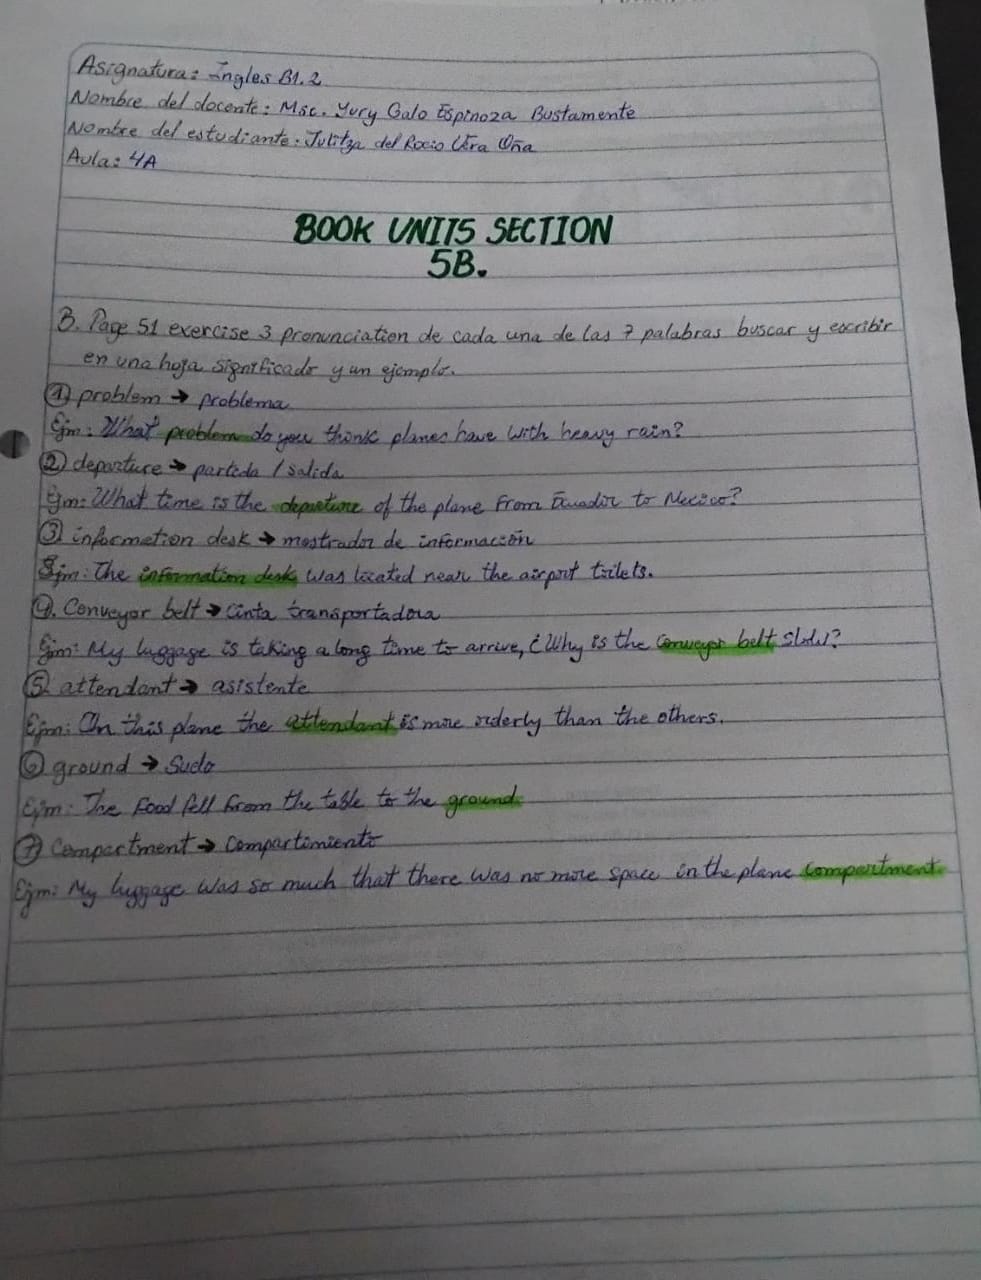 Asignatura: Ingles B1.2
Nombre del docente: Msc. Yury Galo Espinoza Bustamente
Nombre del estudiante: Julitza del Rocio Vera Oña
Aula: 4A
BOOK UNITS SECTION
5B.
3. Page 51 exercise 3 pronunciation de cada una de las 7 palabras buscar y escribir
en una hoja significado y un ejemplo.
① problem → problema
Ejm: What problem do you think planes have with heavy rain?
② departure → partida / salida
Ejm: What time is the departure of the plane from Ecuador to Mexico?
③ information desk → mostrador de información
Ejm: The information desk was located near the airport toilets.
④. Conveyor belt → Cinta transportadora
Ejm: My luggage is taking a long time to arrive, ¿Why is the conveyor belt slow?
⑤ attendant → asistente
Ejm: On this plane the attendant is more orderly than the others.
⑥ ground → Suelo
Ejm: The food fell from the table to the ground.
⑦ Compartment → Compartimiento
Ejm: My luggage was so much that there was no more space in the plane compartment.